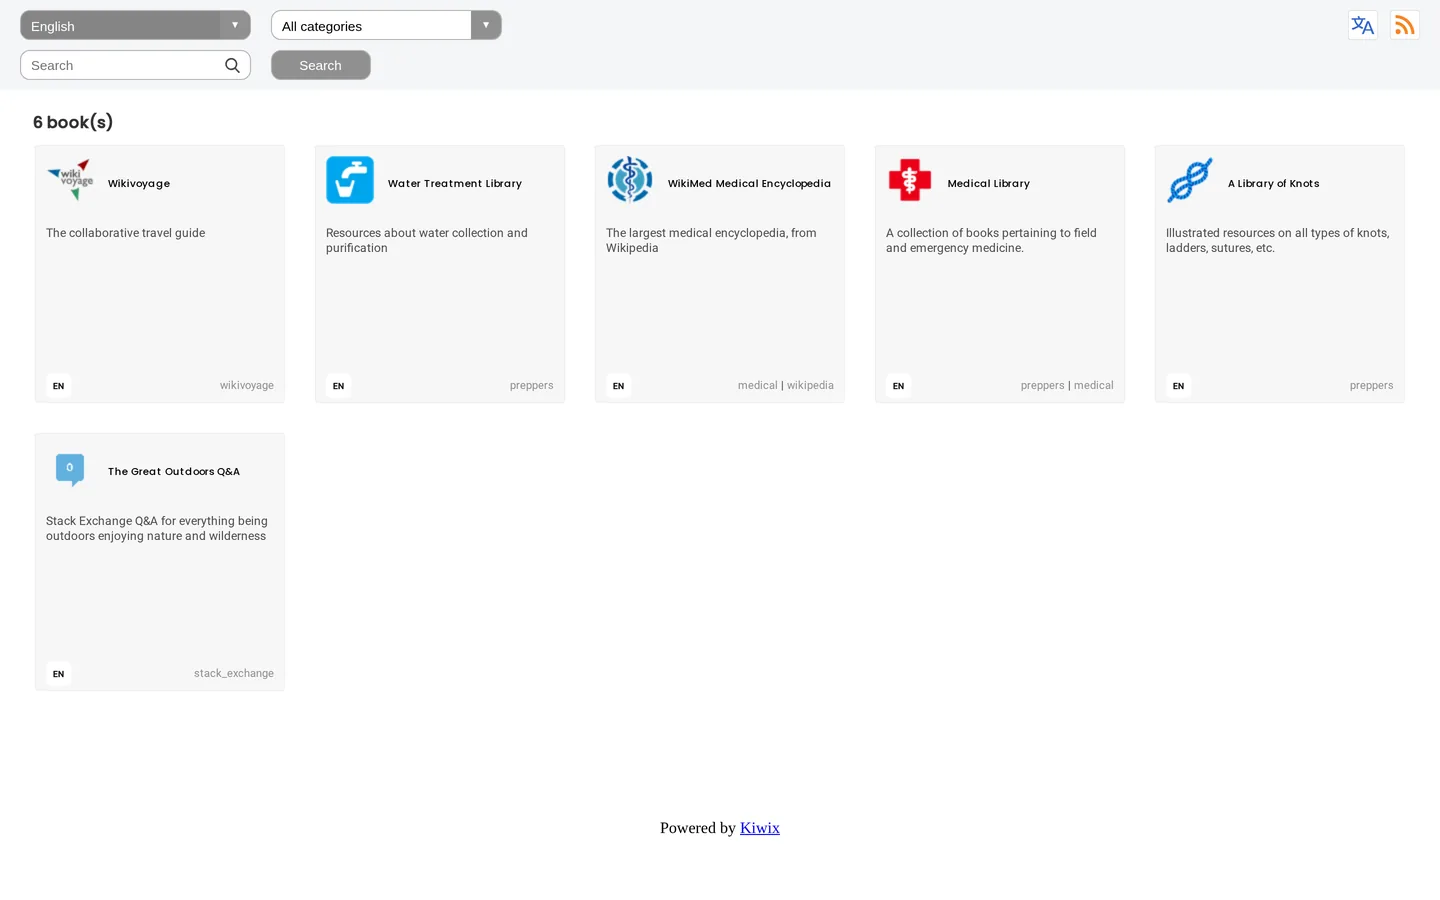 English ▼
All categories ▼
Search
Search
6 book(s)
wiki
voyage
Wikivoyage
The collaborative travel guide
EN
wikivoyage
Water Treatment Library
Resources about water collection and
purification
EN
preppers
WikiMed Medical Encyclopedia
The largest medical encyclopedia, from
Wikipedia
EN
medical | wikipedia
Medical Library
A collection of books pertaining to field
and emergency medicine.
EN
preppers | medical
A Library of Knots
Illustrated resources on all types of knots,
ladders, sutures, etc.
EN
preppers
0
The Great Outdoors Q&A
Stack Exchange Q&A for everything being
outdoors enjoying nature and wilderness
EN
stack_exchange
Powered by Kiwix